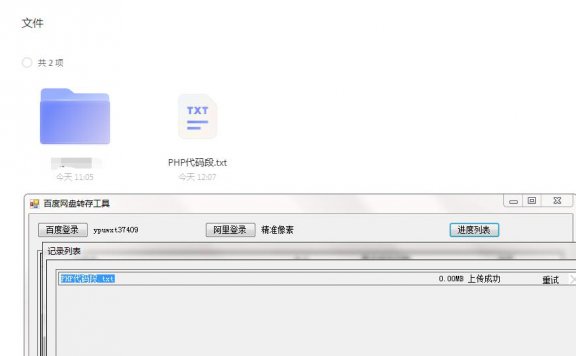 文件
共 2 项
TXT
PHP代码段.txt
今天 11:05
今天 12:07
百度网盘转存工具
百度登录 ypuwxt37409 阿里登录 精准像素 进度列表
记录列表
PHP代码段.txt 0.00MB 上传成功 重试